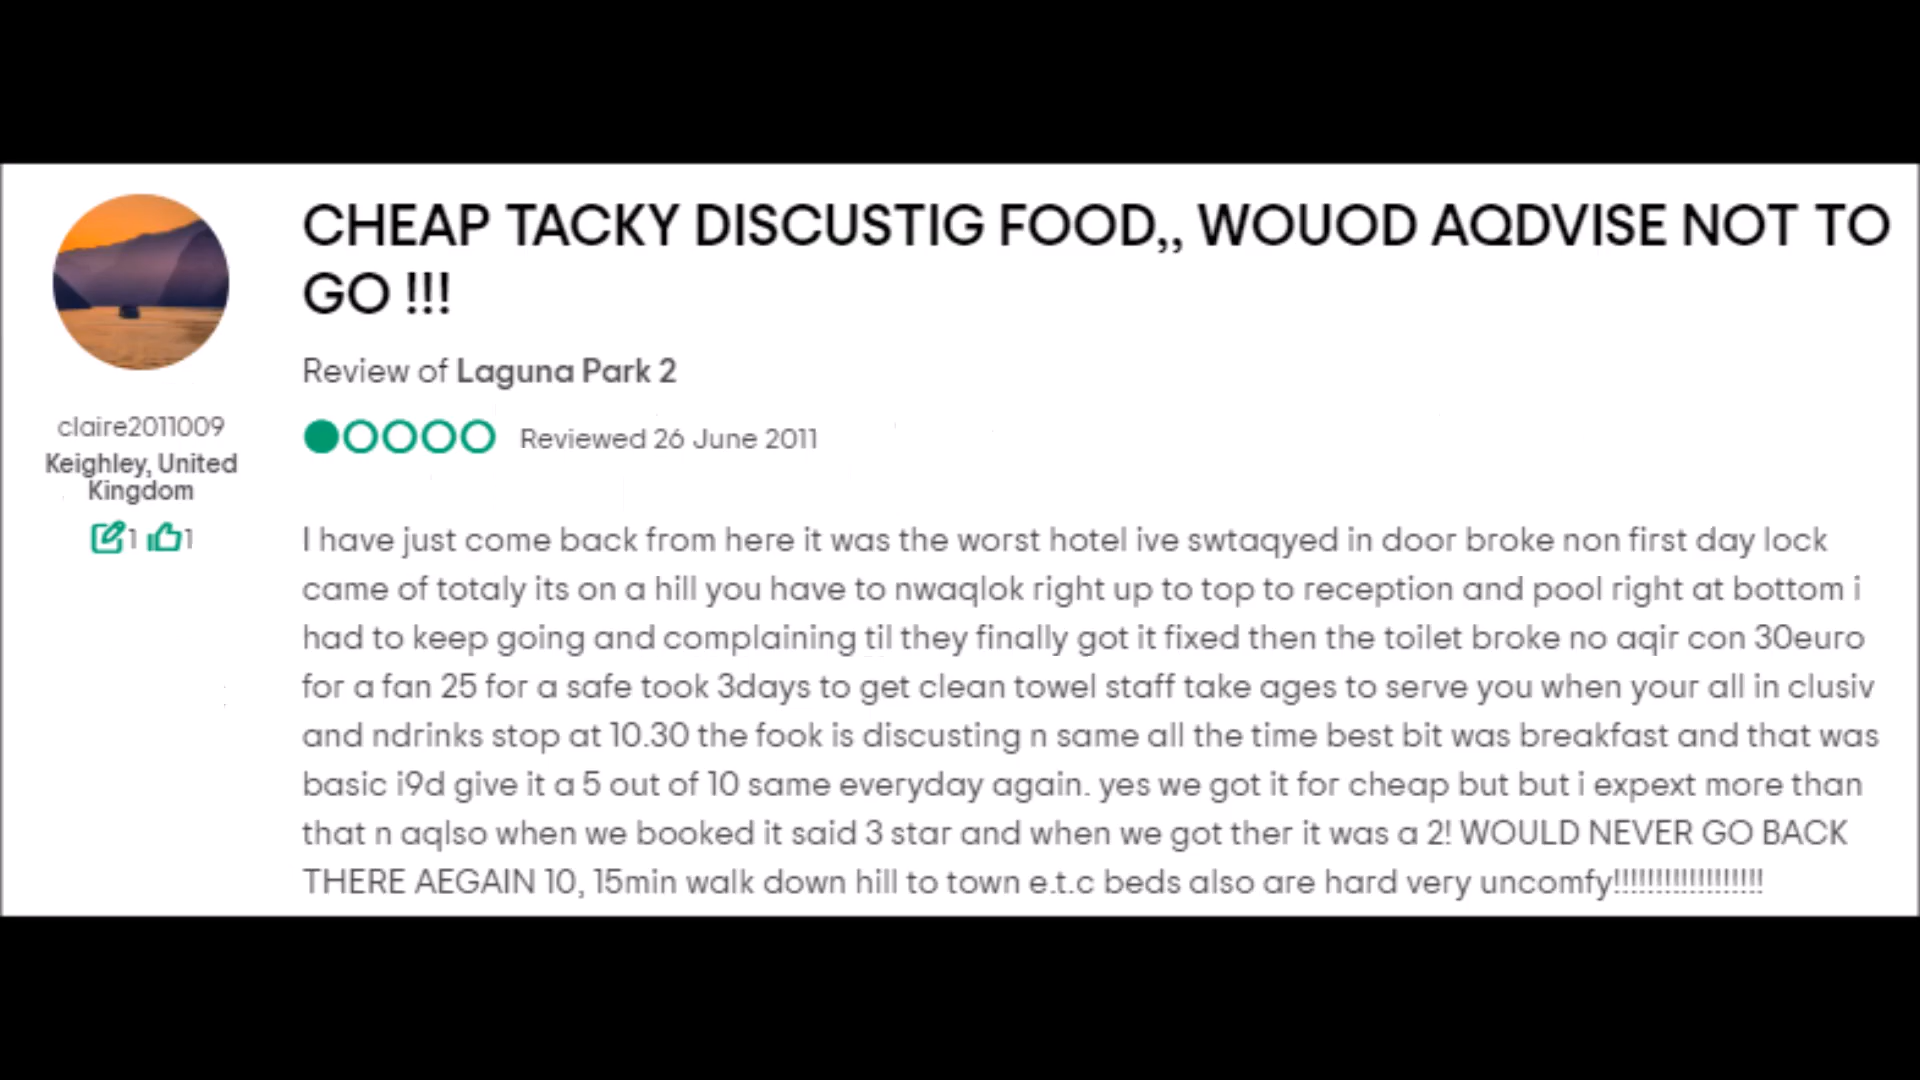 CHEAP TACKY DISCUSTIG FOOD,, WOUOD AQDVISE NOT TO
GO !!!
Review of Laguna Park 2
Reviewed 26 June 2011
claire2011009
Keighley, United
Kingdom
1 1
I have just come back from here it was the worst hotel ive swtaqyed in door broke non first day lock
came of totaly its on a hill you have to nwaqlok right up to top to reception and pool right at bottom i
had to keep going and complaining til they finally got it fixed then the toilet broke no aqir con 30euro
for a fan 25 for a safe took 3days to get clean towel staff take ages to serve you when your all in clusiv
and ndrinks stop at 10.30 the fook is discusting n same all the time best bit was breakfast and that was
basic i9d give it a 5 out of 10 same everyday again. yes we got it for cheap but but i expext more than
that n aqlso when we booked it said 3 star and when we got ther it was a 2! WOULD NEVER GO BACK
THERE AEGAIN 10, 15min walk down hill to town e.t.c beds also are hard very uncomfy!!!!!!!!!!!!!!!!!!